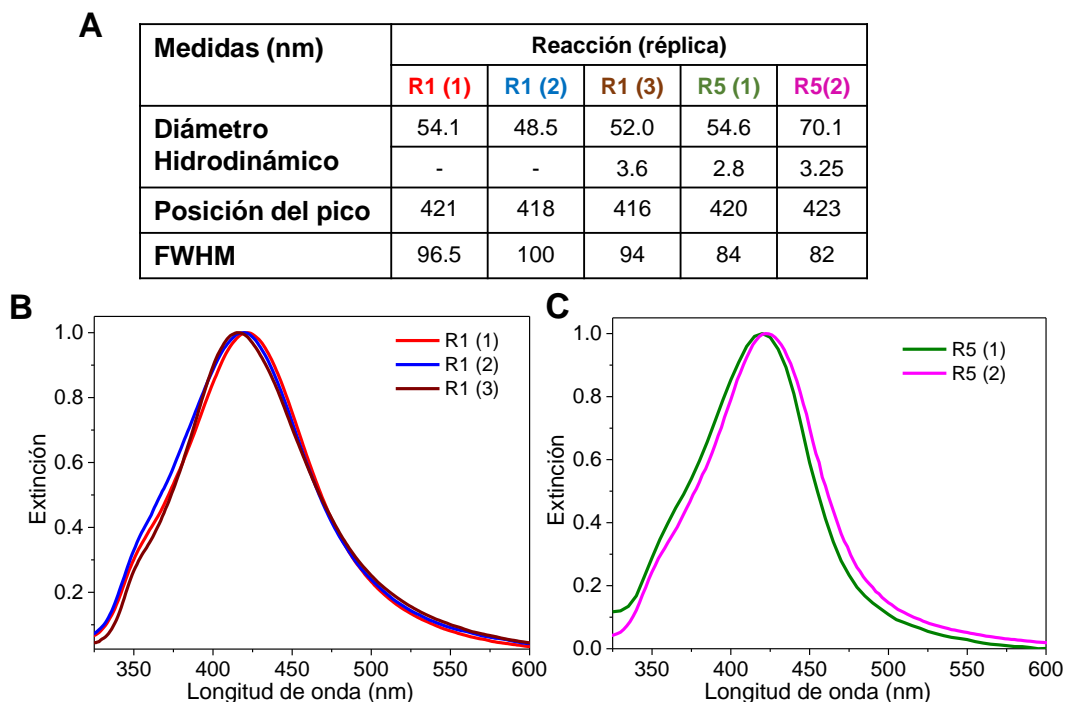 A
Medidas (nm)
Reacción (réplica)
R1 (1) R1 (2) R1 (3) R5 (1) R5(2)
Diámetro
Hidrodinámico
54.1 48.5 52.0 54.6 70.1
- - 3.6 2.8 3.25
Posición del pico 421 418 416 420 423
FWHM 96.5 100 94 84 82
B
R1 (1)
R1 (2)
R1 (3)
1.0
0.8
0.6
0.4
0.2
Extinción
350 400 450 500 550 600
Longitud de onda (nm)
C
R5 (1)
R5 (2)
1.0
0.8
0.6
0.4
0.2
0.0
Extinción
350 400 450 500 550 600
Longitud de onda (nm)